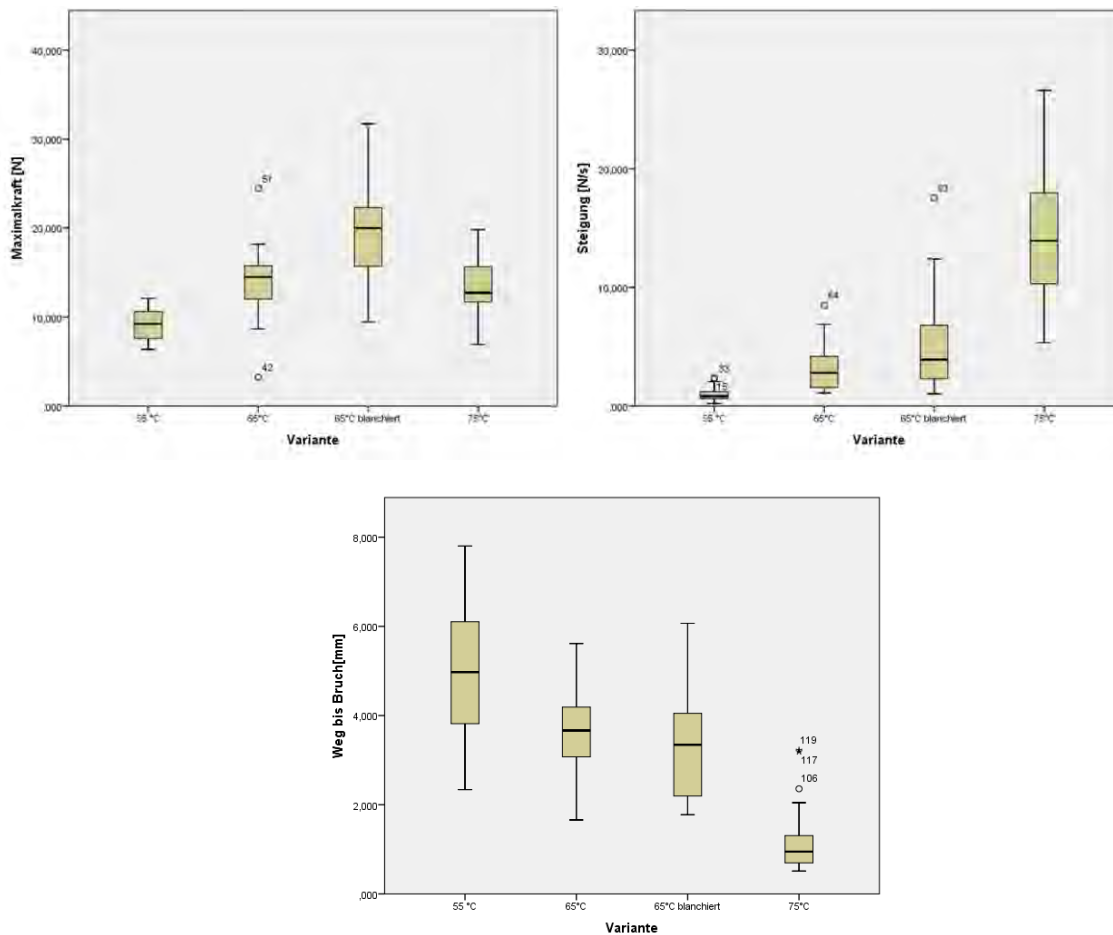 40,000
30,000
20,000
10,000
,000
Maximalkraft [N]
42
55 °C
65°C
65°C blanchiert
75°C
Variante
30,000
20,000
10,000
,000
Steigung [N/s]
33
64
55 °C
65°C
65°C blanchiert
75°C
Variante
8,000
6,000
4,000
2,000
,000
Weg bis Bruch[mm]
119
117
106
55 °C
65°C
65°C blanchiert
75°C
Variante